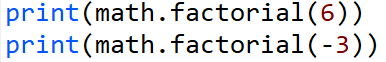 print(math.factorial(6))
print(math.factorial(-3))